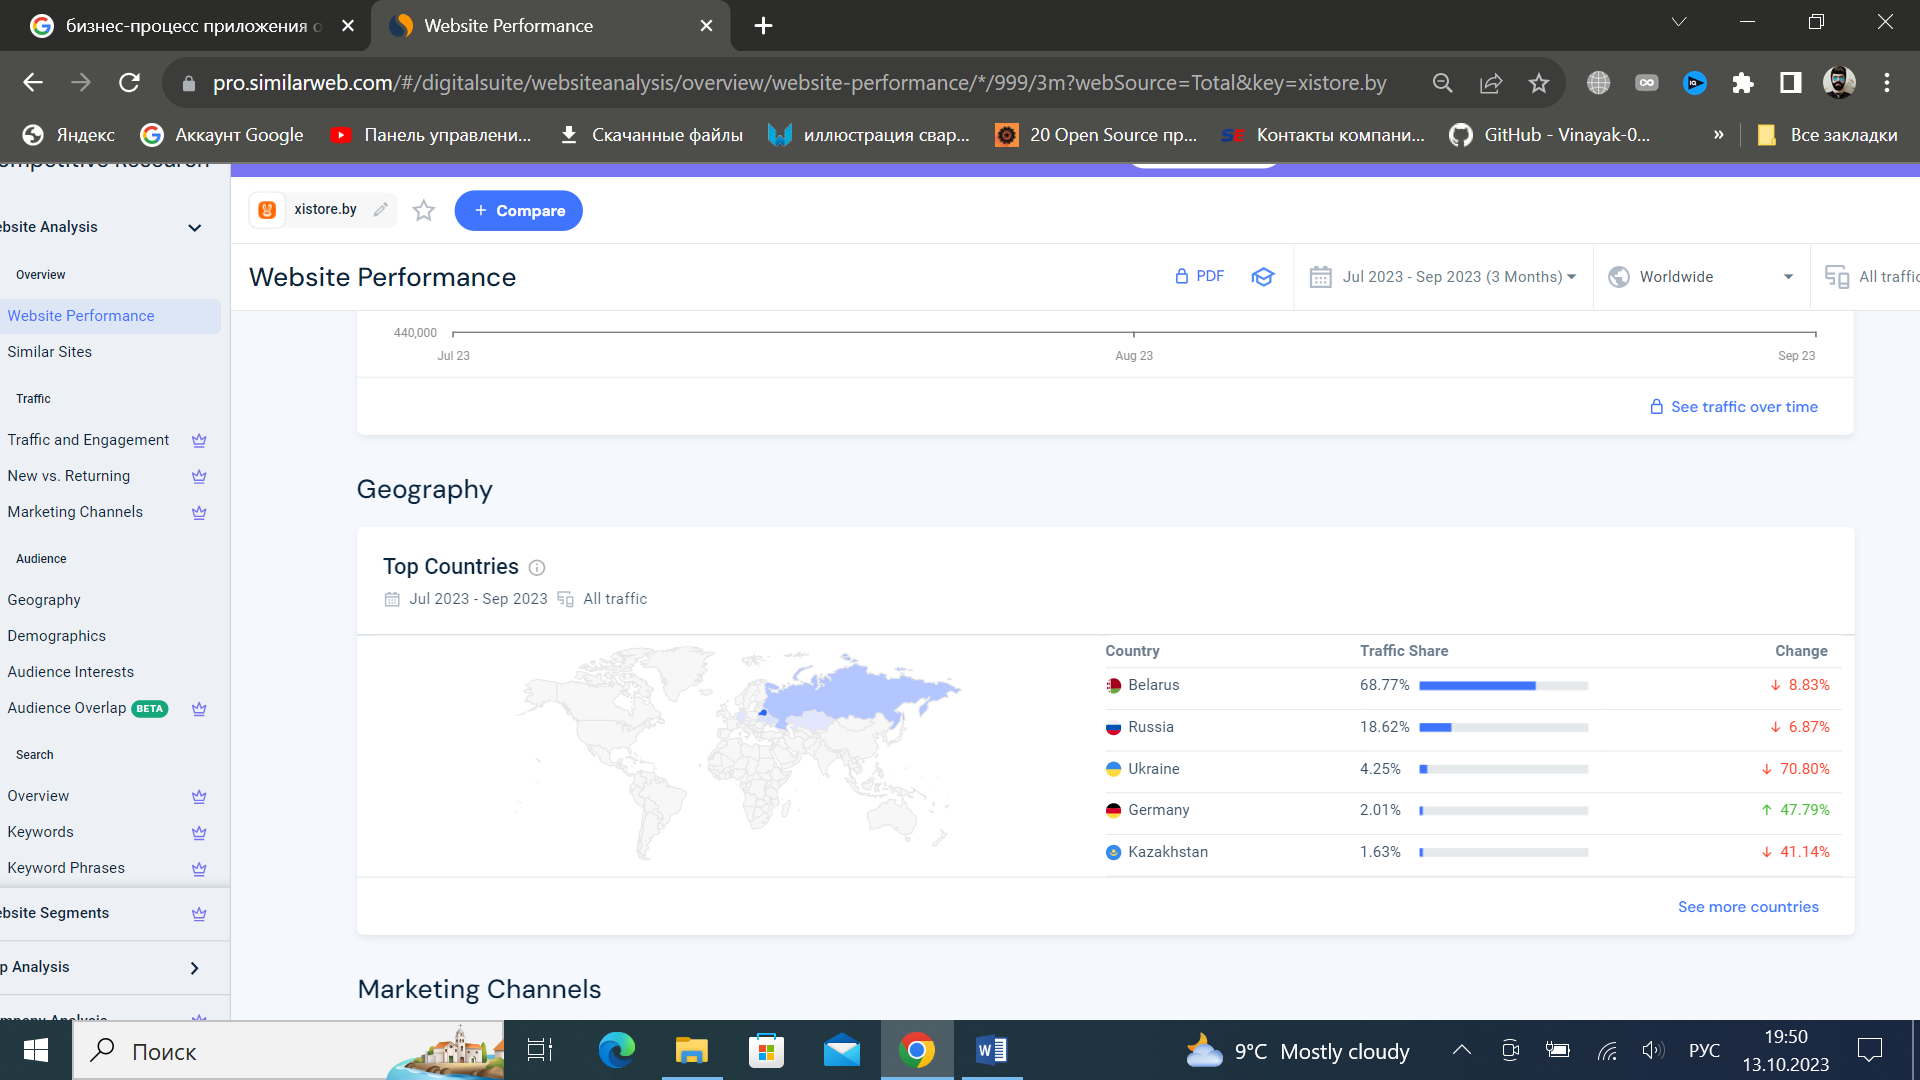 бизнес-процесс приложения о
Website Performance
pro.similarweb.com/#/digitalsuite/websiteanalysis/overview/website-performance/*/999/3m?webSource=Total&key=xistore.by
Яндекс
Аккаунт Google
Панель управлени...
Скачанные файлы
иллюстрация свар...
20 Open Source пр...
Контакты компани...
GitHub - Vinayak-0...
»
Все закладки
ompetitive Research
ebsite Analysis
Overview
Website Performance
Similar Sites
Traffic
Traffic and Engagement
New vs. Returning
Marketing Channels
Audience
Geography
Demographics
Audience Interests
Audience Overlap BETA
Search
Overview
Keywords
Keyword Phrases
ebsite Segments
p Analysis
mpany Analysis
xistore.by
+ Compare
Website Performance
PDF
Jul 2023 - Sep 2023 (3 Months)
Worldwide
All traffic
440,000
Jul 23
Aug 23
Sep 23
See traffic over time
Geography
Top Countries
Jul 2023 - Sep 2023
All traffic
Country Traffic Share Change
Belarus 68.77% ↓ 8.83%
Russia 18.62% ↓ 6.87%
Ukraine 4.25% ↓ 70.80%
Germany 2.01% ↑ 47.79%
Kazakhstan 1.63% ↓ 41.14%
See more countries
Marketing Channels
Поиск
9°C Mostly cloudy
РУС
19:50
13.10.2023